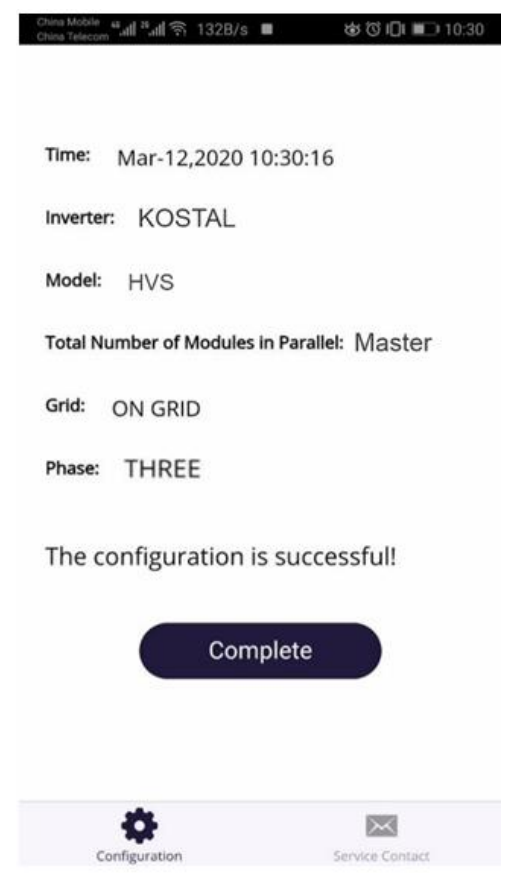 China Mobile
China Telecom 132B/s 10:30
Time: Mar-12,2020 10:30:16
Inverter: KOSTAL
Model: HVS
Total Number of Modules in Parallel: Master
Grid: ON GRID
Phase: THREE
The configuration is successful!
Complete
Configuration
Service Contact